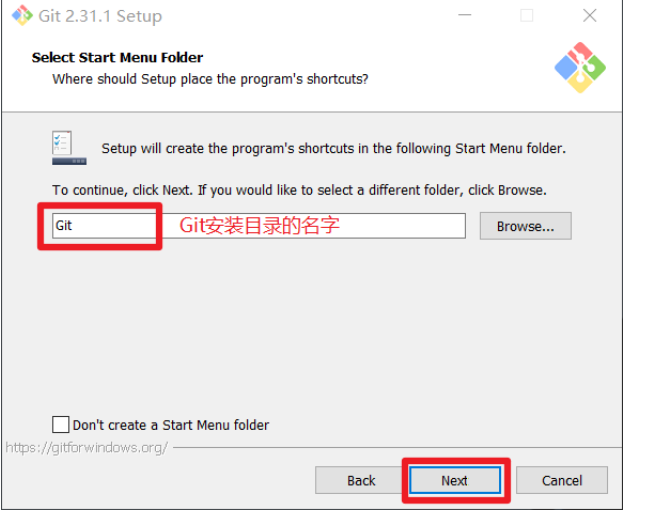 Git 2.31.1 Setup
Select Start Menu Folder
Where should Setup place the program's shortcuts?
Setup will create the program's shortcuts in the following Start Menu folder.
To continue, click Next. If you would like to select a different folder, click Browse.
Git Git安装目录的名字 Browse...
Don't create a Start Menu folder
https://gitforwindows.org/
Back Next Cancel